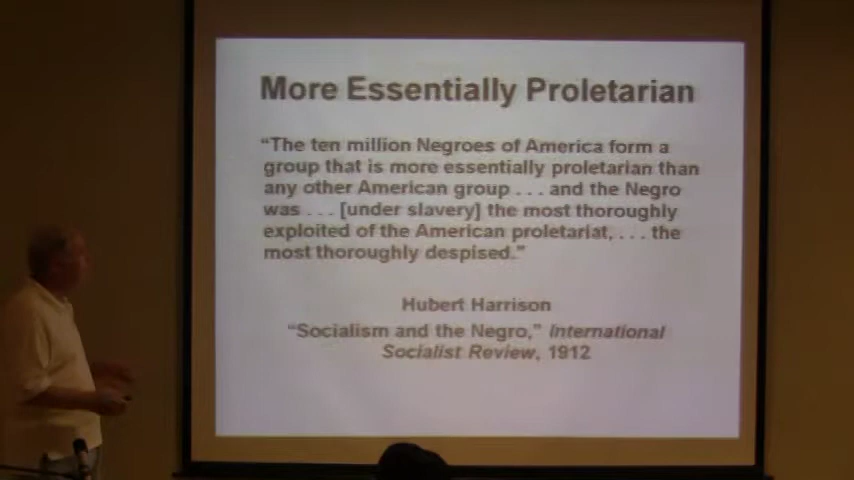 More Essentially Proletarian
“The ten million Negroes of America form a
group that is more essentially proletarian than
any other American group . . . and the Negro
was . . . [under slavery] the most thoroughly
exploited of the American proletariat, . . . the
most thoroughly despised.”
Hubert Harrison
“Socialism and the Negro,” International
Socialist Review, 1912